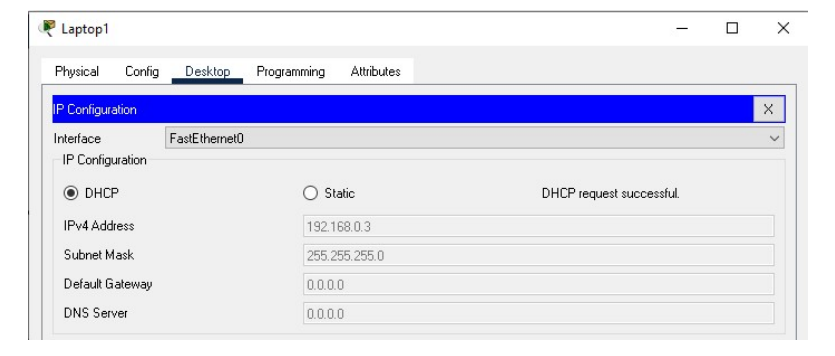 Laptop1
Physical Config Desktop Programming Attributes
IP Configuration X
Interface FastEthernet0
IP Configuration
DHCP Static DHCP request successful.
IPv4 Address 192.168.0.3
Subnet Mask 255.255.255.0
Default Gateway 0.0.0.0
DNS Server 0.0.0.0